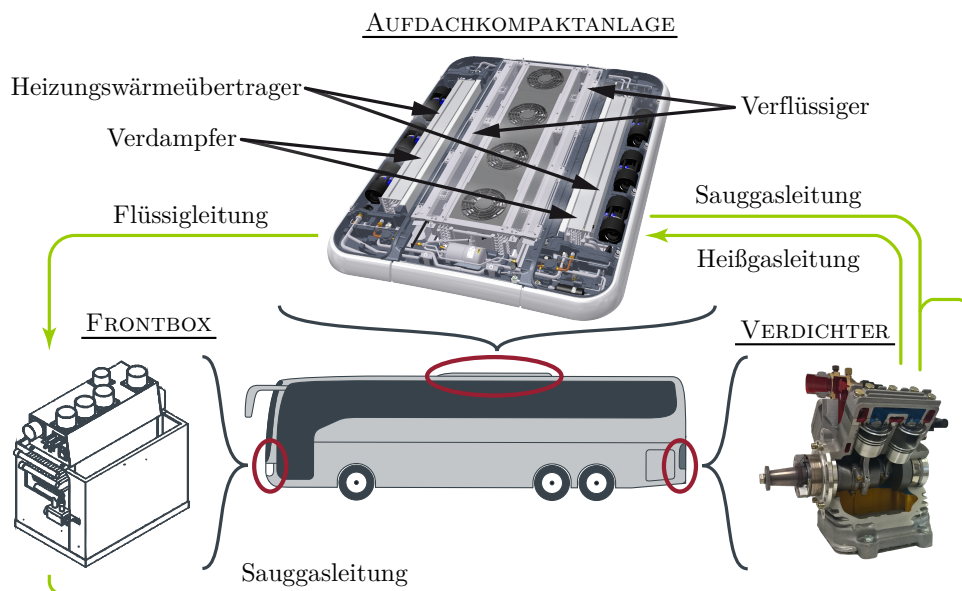 AUFDACHKOMPAKTANLAGE
Heizungswärmeübertrager
Verflüssiger
Verdampfer
Sauggasleitung
Flüssigleitung
Heißgasleitung
FRONTBOX
VERDICHTER
Sauggasleitung